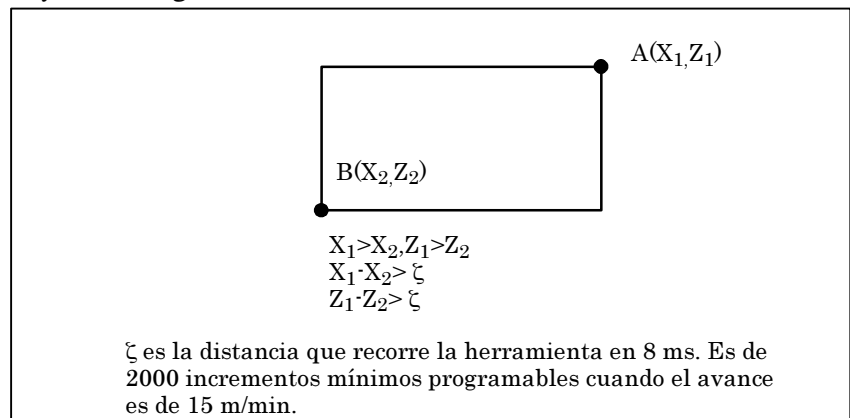 A(X₁,Z₁)
B(X₂,Z₂)
X₁>X₂,Z₁>Z₂
X₁-X₂> ζ
Z₁-Z₂> ζ
ζ es la distancia que recorre la herramienta en 8 ms. Es de
2000 incrementos mínimos programables cuando el avance
es de 15 m/min.